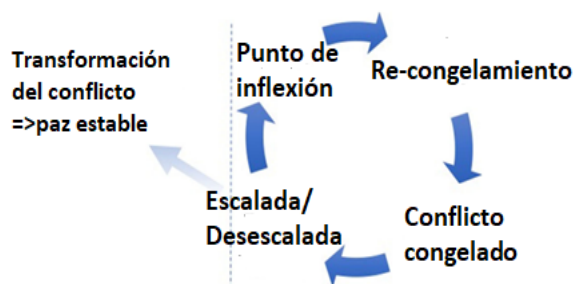 Transformación
del conflicto
=>paz estable
Punto de
inflexión
Re-congelamiento
Conflicto
congelado
Escalada/
Desescalada